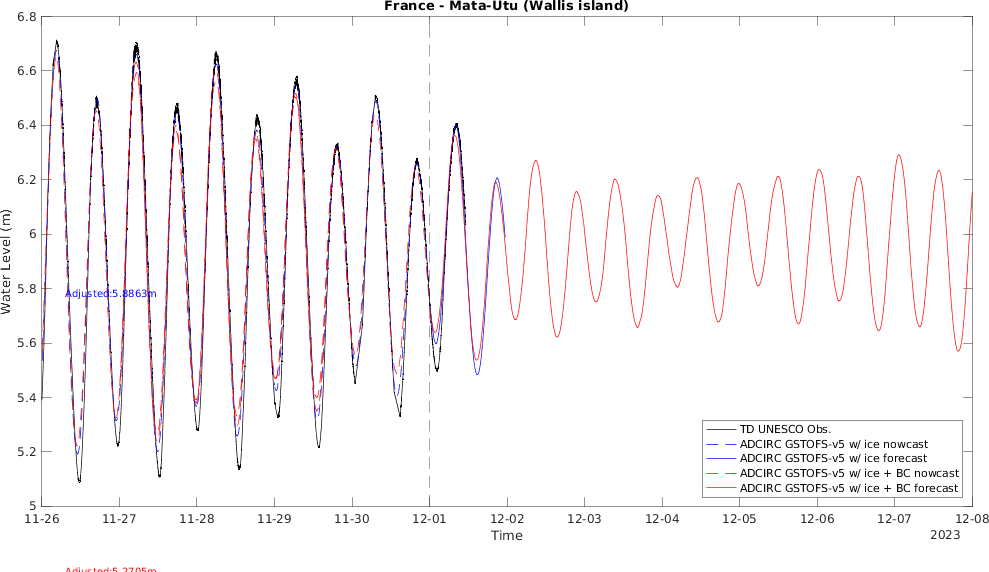 France - Mata-Utu (Wallis island)
6.8
6.6
6.4
6.2
6
5.8
5.6
5.4
5.2
5
Water Level (m)
Adjusted:5.8863m
TD UNESCO Obs.
ADCIRC GSTOFS-v5 w/ ice nowcast
ADCIRC GSTOFS-v5 w/ ice forecast
ADCIRC GSTOFS-v5 w/ ice + BC nowcast
ADCIRC GSTOFS-v5 w/ ice + BC forecast
11-26 11-27 11-28 11-29 11-30 12-01 12-02 12-03 12-04 12-05 12-06 12-07 12-08
Time
2023
Adjusted:5.2705m